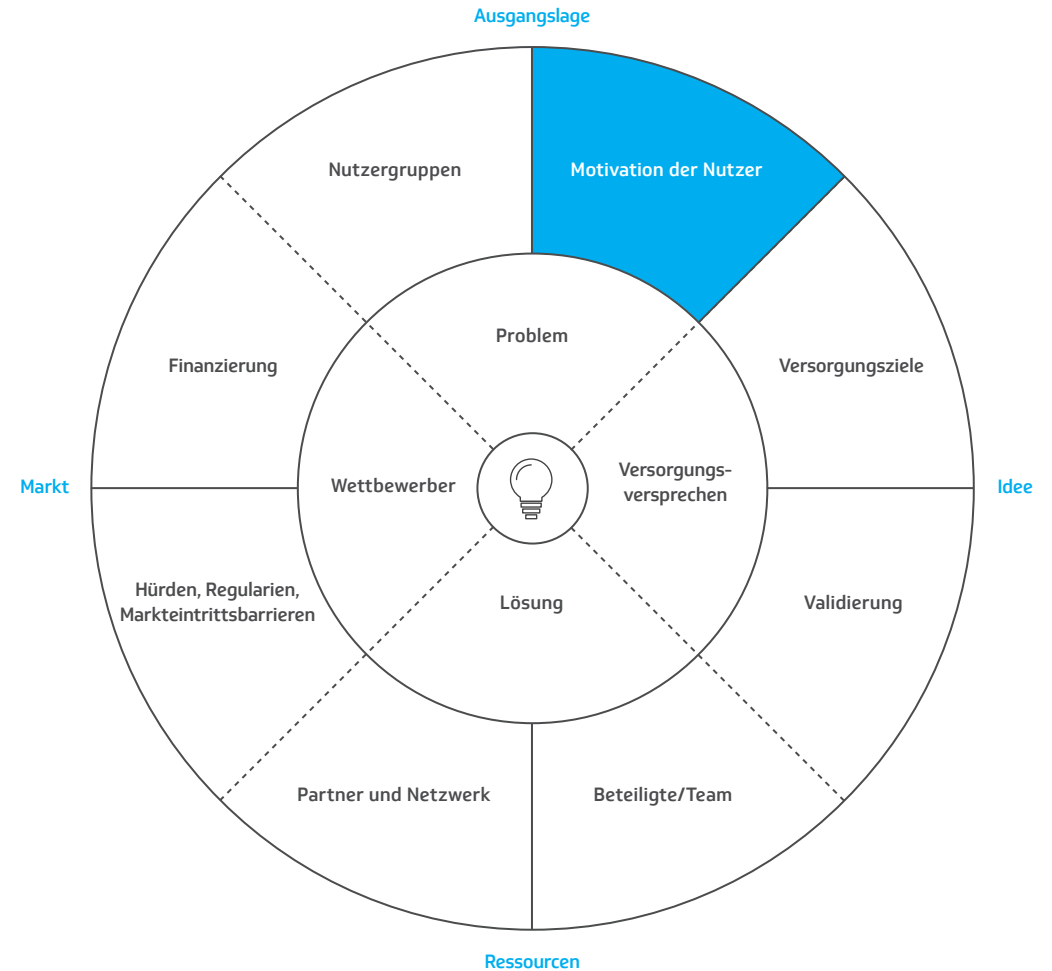 Ausgangslage
Nutzergruppen
Motivation der Nutzer
Problem
Finanzierung
Versorgungsziele
Markt
Wettbewerber
Versorgungs-
versprechen
Idee
Hürden, Regularien,
Markteintrittsbarrieren
Lösung
Validierung
Partner und Netzwerk
Beteiligte/Team
Ressourcen